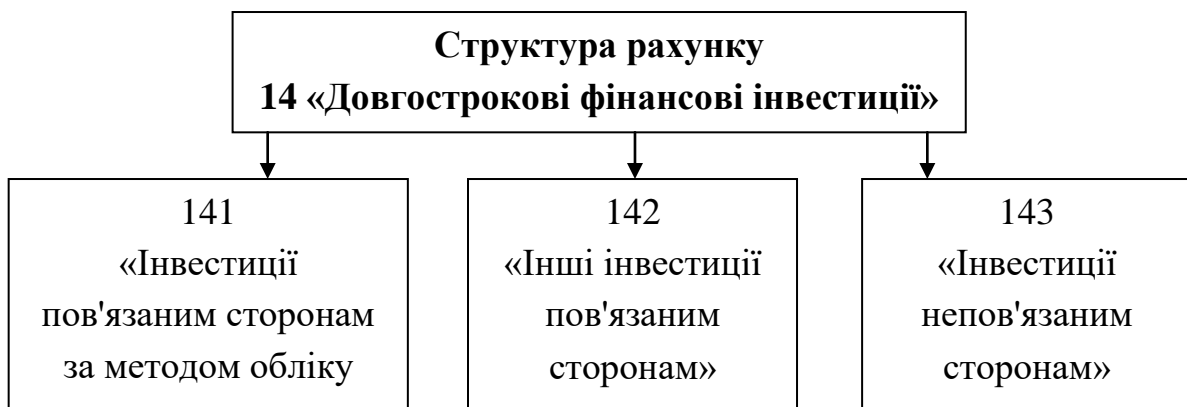 Структура рахунку
14 «Довгострокові фінансові інвестиції»
141
«Інвестиції
пов'язаним сторонам
за методом обліку
142
«Інші інвестиції
пов'язаним
сторонам»
143
«Інвестиції
непов'язаним
сторонам»